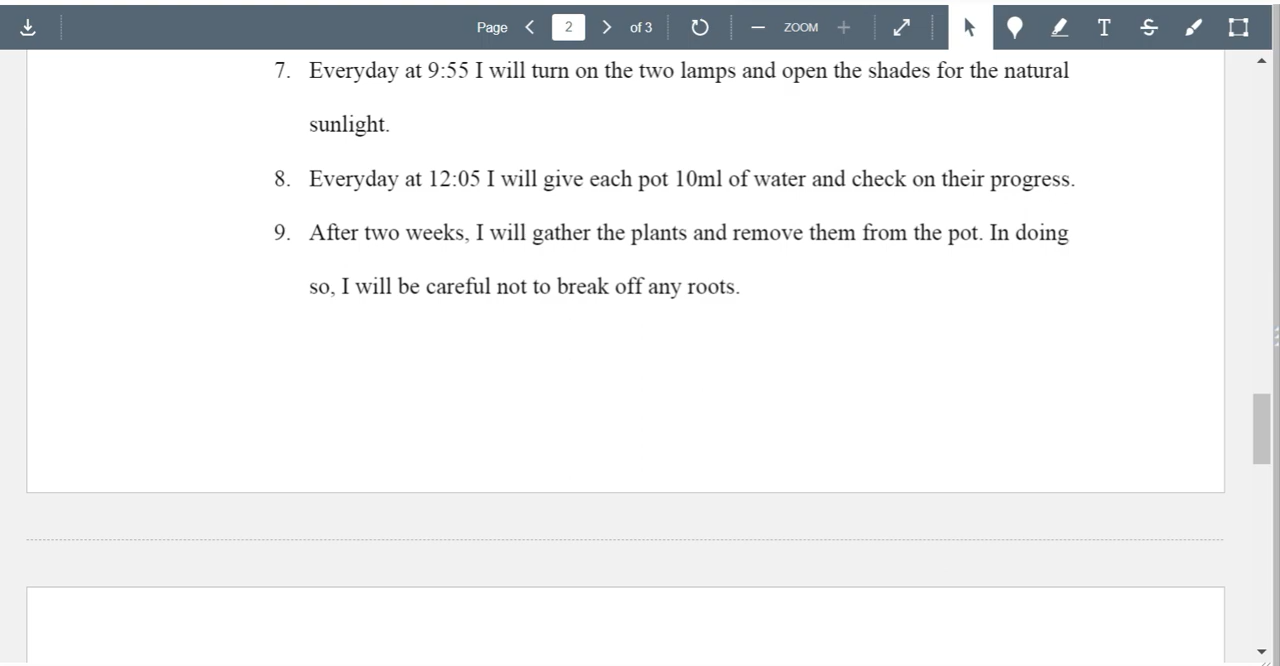 Page 2 of 3 ZOOM T S
7. Everyday at 9:55 I will turn on the two lamps and open the shades for the natural
sunlight.
8. Everyday at 12:05 I will give each pot 10ml of water and check on their progress.
9. After two weeks, I will gather the plants and remove them from the pot. In doing
so, I will be careful not to break off any roots.